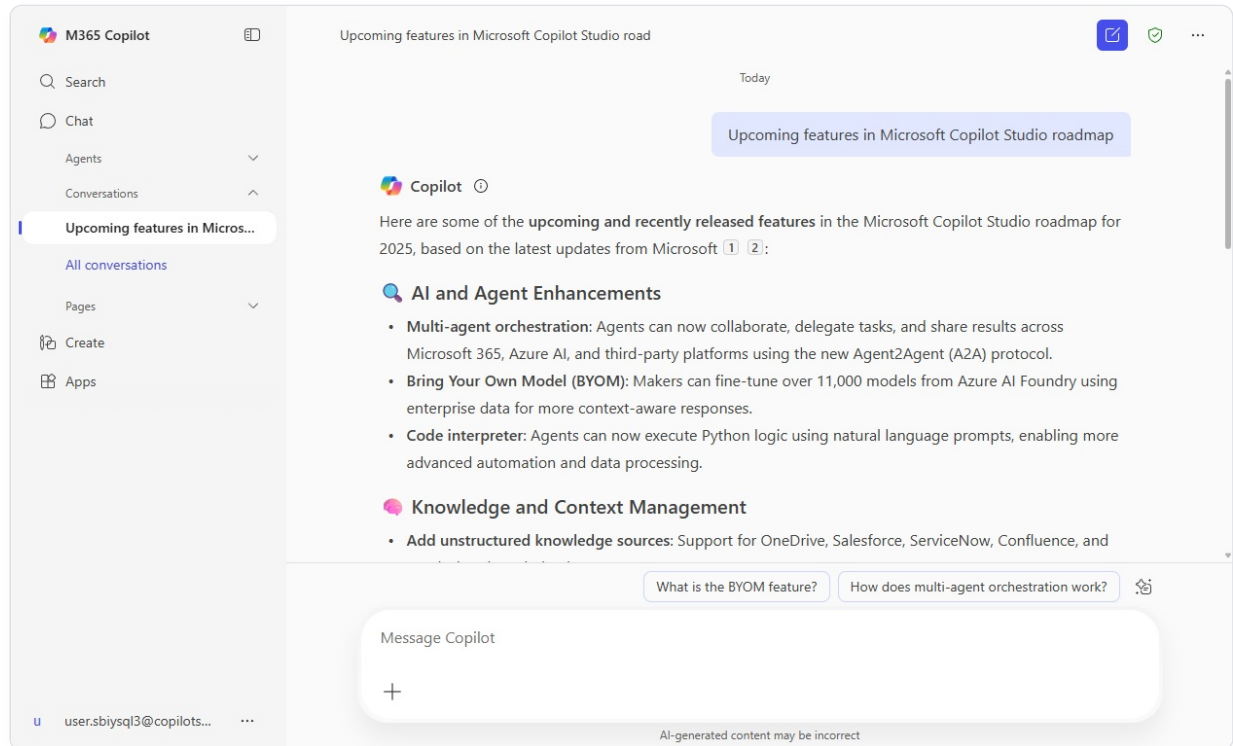 M365 Copilot
Search
Chat
Agents
Conversations
Upcoming features in Micros...
All conversations
Pages
Create
Apps
u user.sbiysql3@copilots...
Upcoming features in Microsoft Copilot Studio road
Today
Upcoming features in Microsoft Copilot Studio roadmap
Copilot
Here are some of the upcoming and recently released features in the Microsoft Copilot Studio roadmap for
2025, based on the latest updates from Microsoft 1 2:
AI and Agent Enhancements
• Multi-agent orchestration: Agents can now collaborate, delegate tasks, and share results across
Microsoft 365, Azure AI, and third-party platforms using the new Agent2Agent (A2A) protocol.
• Bring Your Own Model (BYOM): Makers can fine-tune over 11,000 models from Azure AI Foundry using
enterprise data for more context-aware responses.
• Code interpreter: Agents can now execute Python logic using natural language prompts, enabling more
advanced automation and data processing.
Knowledge and Context Management
• Add unstructured knowledge sources: Support for OneDrive, Salesforce, ServiceNow, Confluence, and
What is the BYOM feature?
How does multi-agent orchestration work?
Message Copilot
AI-generated content may be incorrect